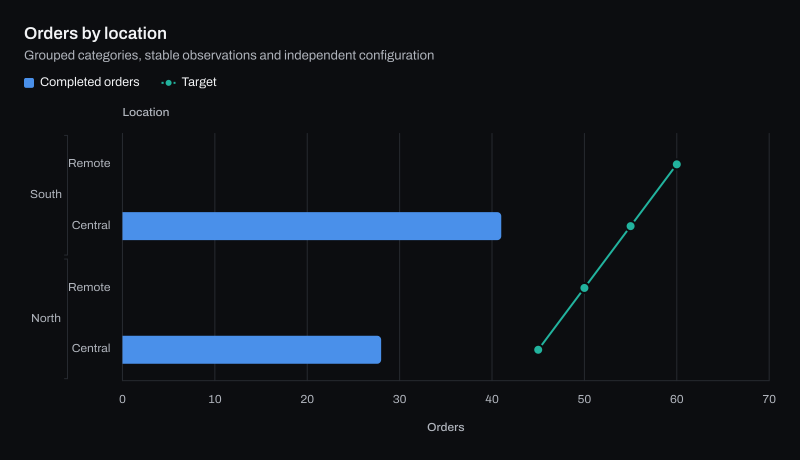 Orders by location
Grouped categories, stable observations and independent configuration
Completed orders Target
Location
South
Remote
Central
North
Remote
Central
0 10 20 30 40 50 60 70
Orders